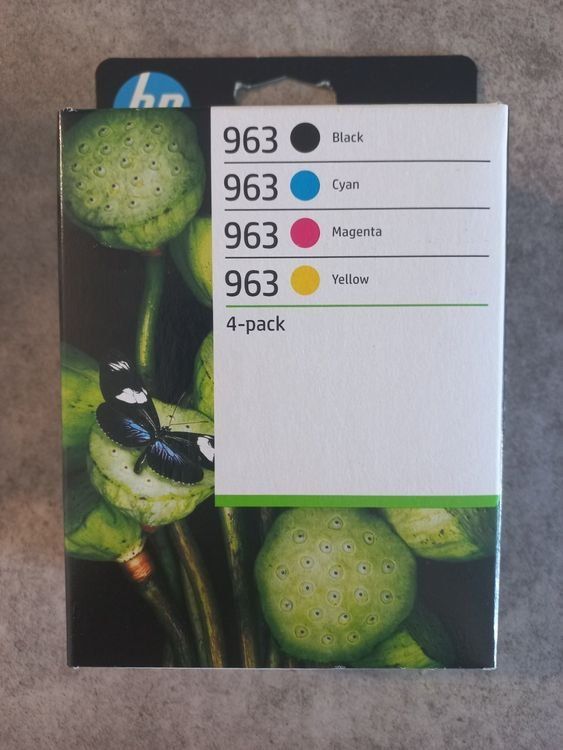 hp
963 Black
963 Cyan
963 Magenta
963 Yellow
4-pack